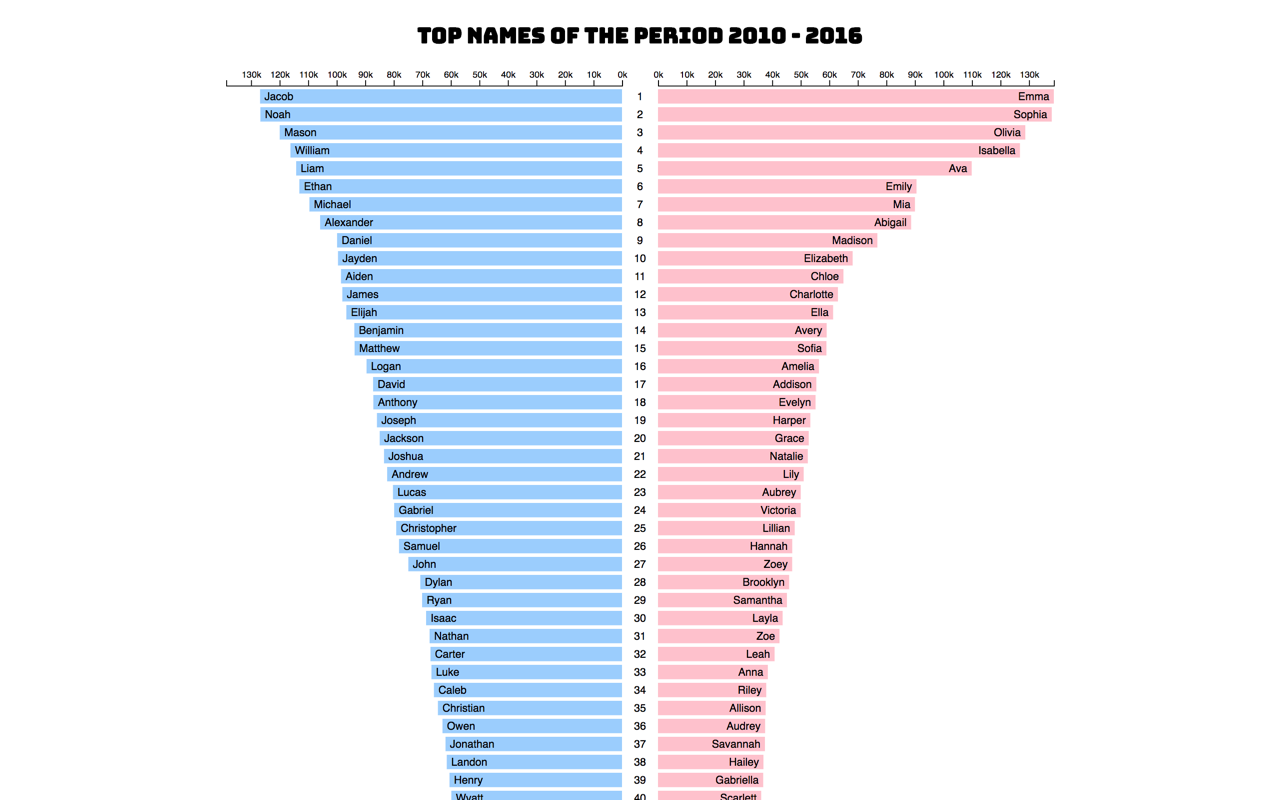 TOP NAMES OF THE PERIOD 2010 - 2016
130k 120k 110k 100k 90k 80k 70k 60k 50k 40k 30k 20k 10k 0k 0k 10k 20k 30k 40k 50k 60k 70k 80k 90k 100k 110k 120k 130k
Jacob 1 Emma
Noah 2 Sophia
Mason 3 Olivia
William 4 Isabella
Liam 5 Ava
Ethan 6 Emily
Michael 7 Mia
Alexander 8 Abigail
Daniel 9 Madison
Jayden 10 Elizabeth
Aiden 11 Chloe
James 12 Charlotte
Elijah 13 Ella
Benjamin 14 Avery
Matthew 15 Sofia
Logan 16 Amelia
David 17 Addison
Anthony 18 Evelyn
Joseph 19 Harper
Jackson 20 Grace
Joshua 21 Natalie
Andrew 22 Lily
Lucas 23 Aubrey
Gabriel 24 Victoria
Christopher 25 Lillian
Samuel 26 Hannah
John 27 Zoey
Dylan 28 Brooklyn
Ryan 29 Samantha
Isaac 30 Layla
Nathan 31 Zoe
Carter 32 Leah
Luke 33 Anna
Caleb 34 Riley
Christian 35 Allison
Owen 36 Audrey
Jonathan 37 Savannah
Landon 38 Hailey
Henry 39 Gabriella
Wyatt 40 Scarlett